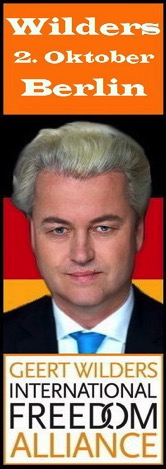 Wilders
2. Oktober
Berlin
GEERT WILDERS
INTERNATIONAL
FREEDOM
ALLIANCE